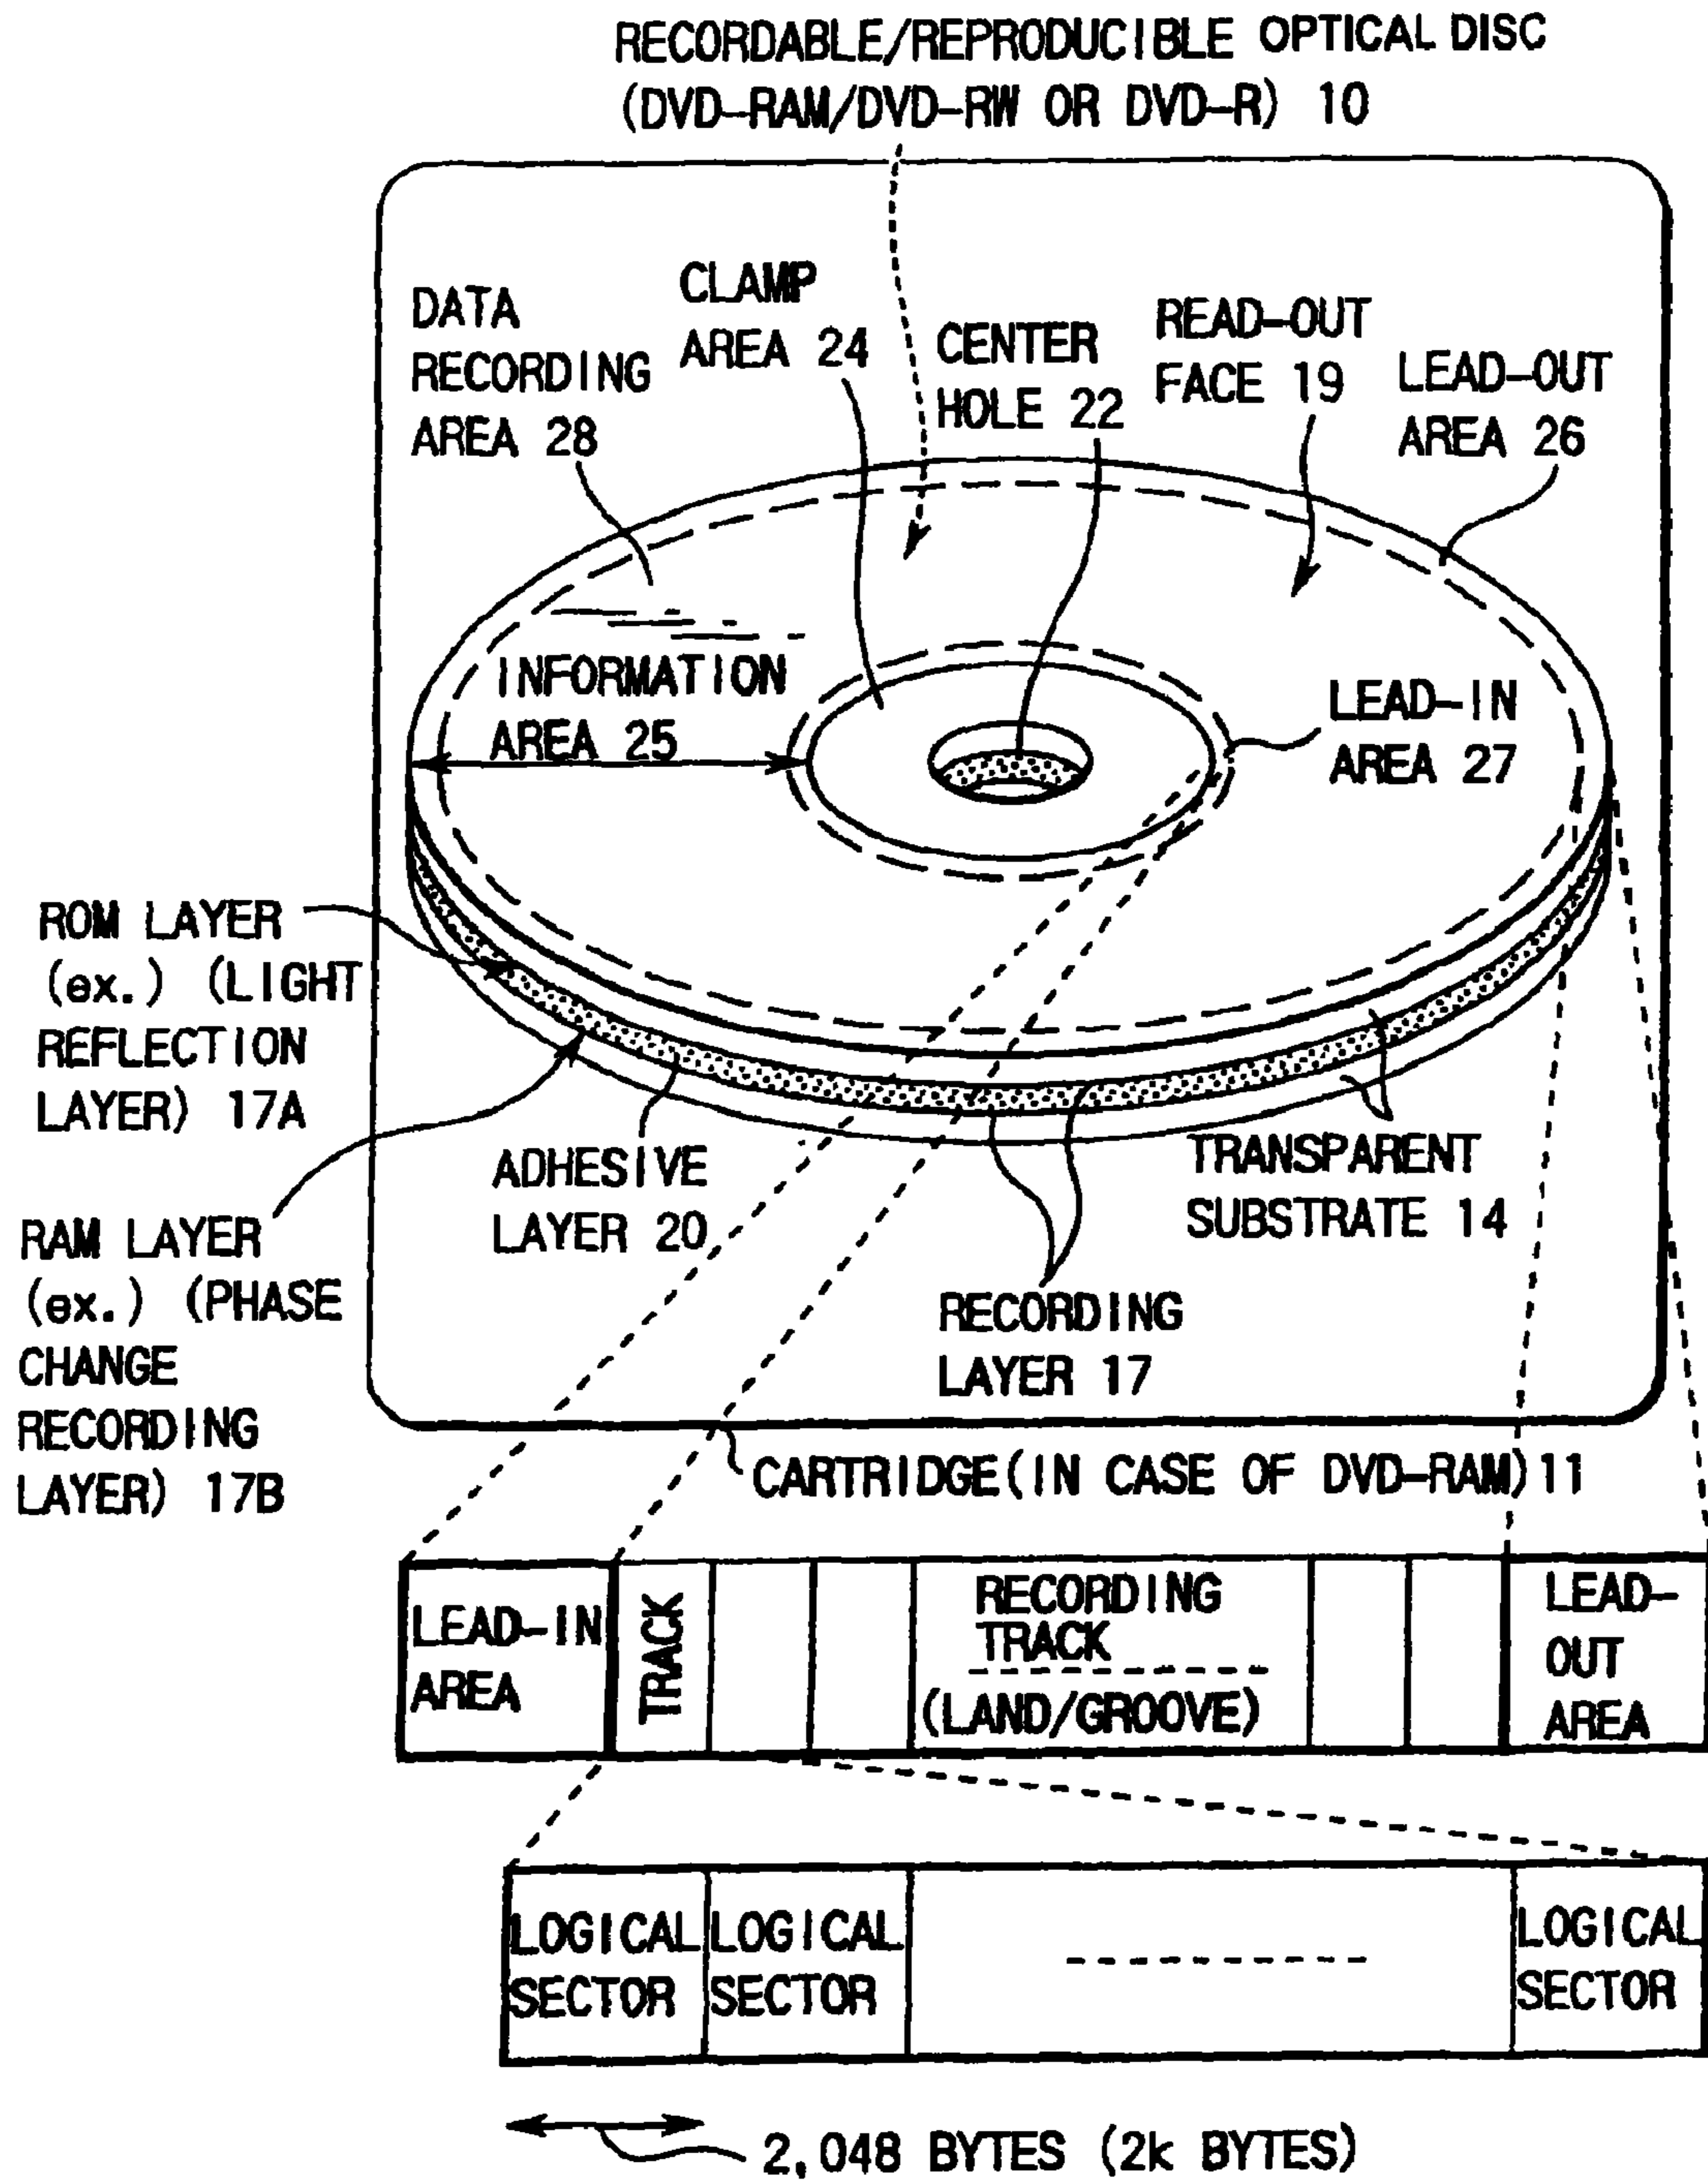 RECORDABLE/REPRODUCIBLE OPTICAL DISC
(DVD-RAM/DVD-RW OR DVD-R) 10
DATA
RECORDING
AREA 28
CLAMP
AREA 24
CENTER
HOLE 22
READ-OUT
FACE 19
LEAD-OUT
AREA 26
INFORMATION
AREA 25
LEAD-IN
AREA 27
ROM LAYER
(ex.) (LIGHT
REFLECTION
LAYER) 17A
RAM LAYER
(ex.) (PHASE
CHANGE
RECORDING
LAYER) 17B
ADHESIVE
LAYER 20
TRANSPARENT
SUBSTRATE 14
RECORDING
LAYER 17
CARTRIDGE(IN CASE OF DVD-RAM)11
LEAD-IN
AREA
TRACK
RECORDING
TRACK
(LAND/GROOVE)
LEAD-
OUT
AREA
LOGICAL
SECTOR
LOGICAL
SECTOR
LOGICAL
SECTOR
2,048 BYTES (2k BYTES)